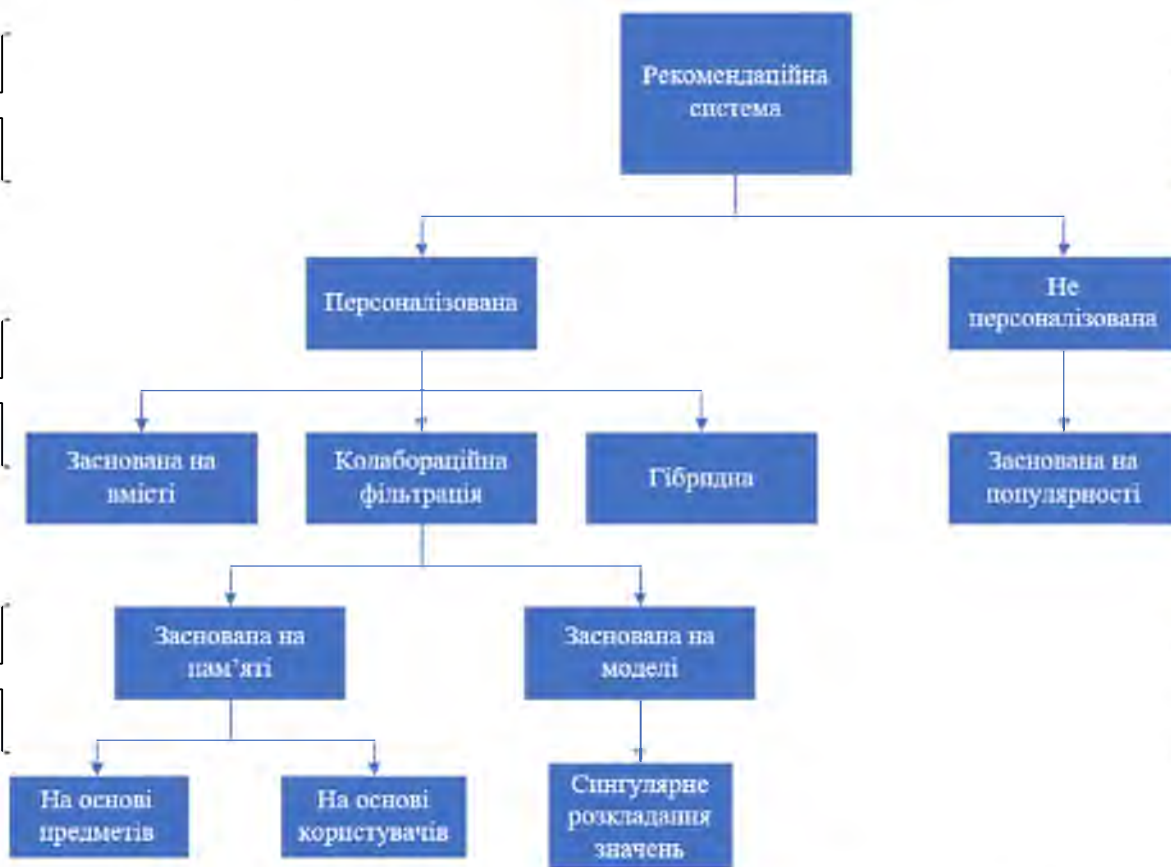 Рекомендаційна
система
Персоналізована
Не
персоналізована
Заснована на
вмісті
Колабораційна
фільтрація
Гібридна
Заснована на
популярності
Заснована на
пам’яті
Заснована на
моделі
На основі
предметів
На основі
користувачів
Сингулярне
розкладання
значень